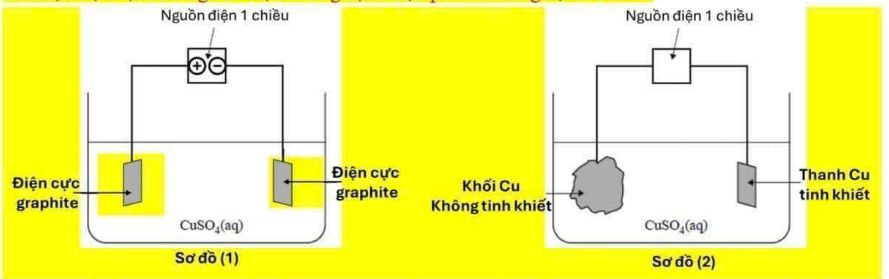 Nguồn điện 1 chiều
Nguồn điện 1 chiều
+ −
Điện cực
graphite
Điện cực
graphite
Khối Cu
Không tinh khiết
Thanh Cu
tinh khiết
CuSO₄(aq)
CuSO₄(aq)
Sơ đồ (1)
Sơ đồ (2)